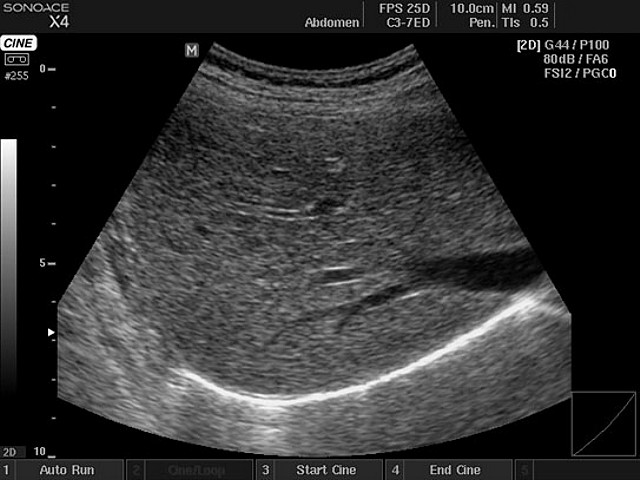 SONOACE
X4
Abdomen
FPS 25D
C3-7ED
10.0cm
Pen.
MI 0.59
TIs 0.5
CINE
#255
M
[2D] G44 / P100
80dB / FA6
FSI2 / PGC0
0
5
10
2D
1 Auto Run
2 Cine/Loop
3 Start Cine
4 End Cine
5